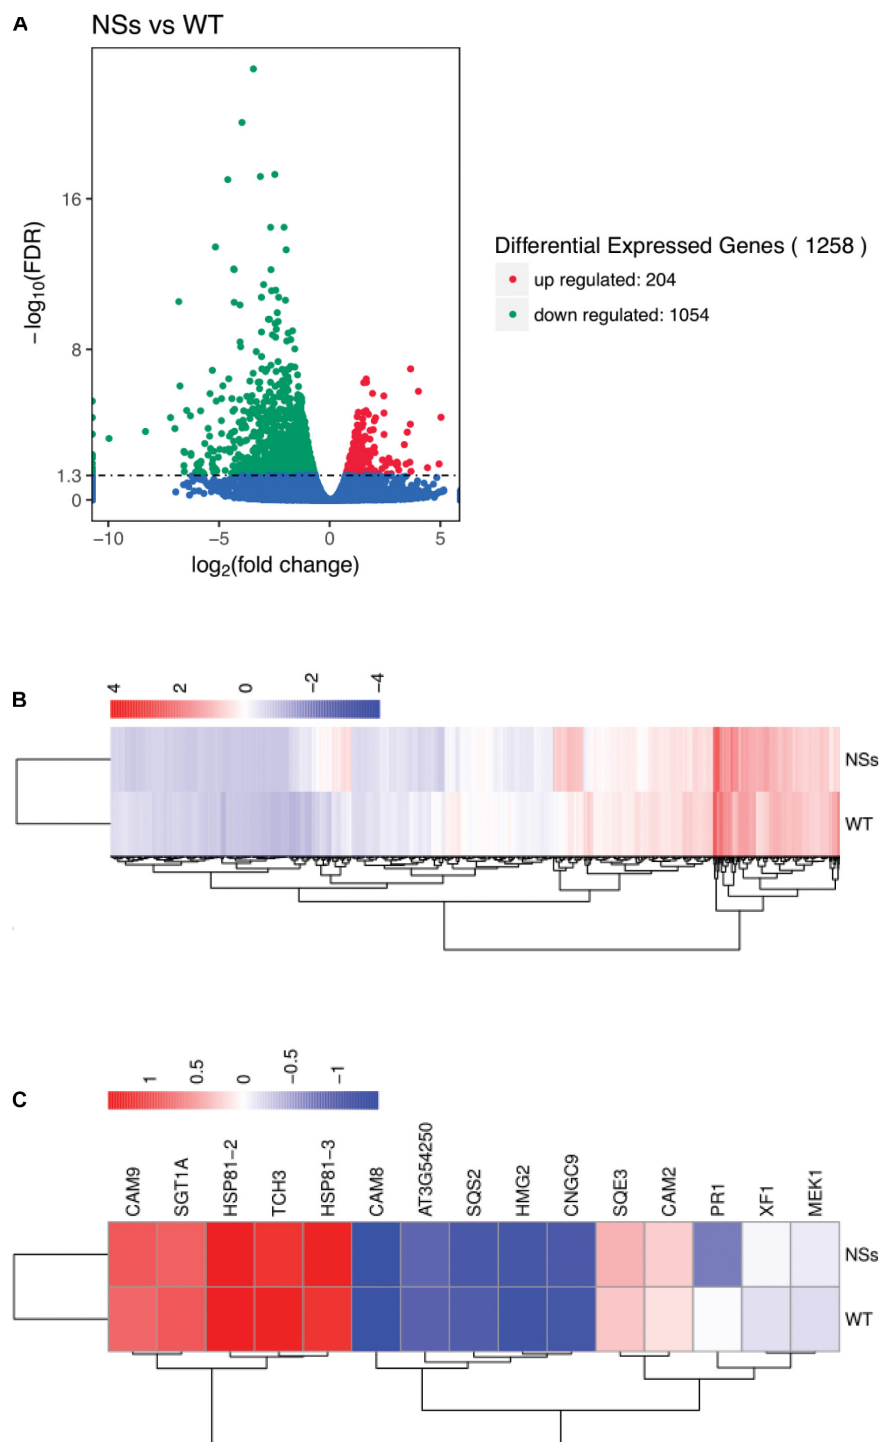 A
NSs vs WT
16
8
1.3
0
−log10(FDR)
−10 −5 0 5
log2(fold change)
Differential Expressed Genes ( 1258 )
up regulated: 204
down regulated: 1054
B
4 2 0 −2 −4
NSs
WT
C
1 0.5 0 −0.5 −1
CAM9 SGT1A HSP81−2 TCH3 HSP81−3 CAM8 AT3G54250 SQS2 HMG2 CNGC9 SQE3 CAM2 PR1 XF1 MEK1
NSs
WT